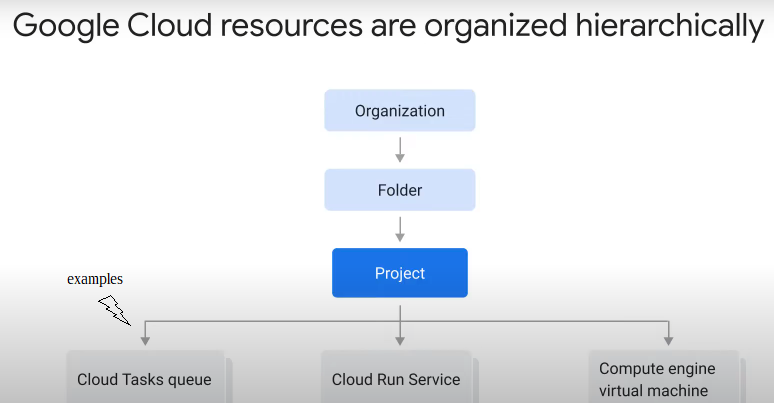 Google Cloud resources are organized hierarchically
Organization
Folder
Project
examples
Cloud Tasks queue
Cloud Run Service
Compute engine
virtual machine